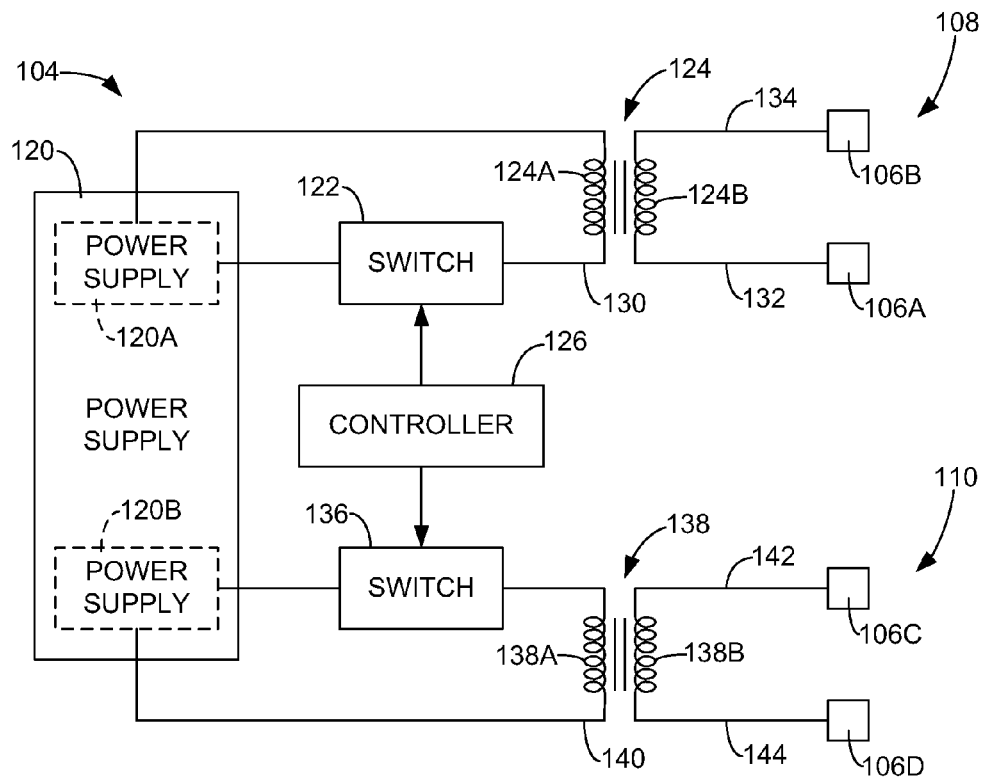 108
104
124
134
120
124A
106B
122
124B
POWER
SUPPLY
SWITCH
130
132
106A
120A
126
POWER
SUPPLY
CONTROLLER
120B
136
138
110
142
POWER
SUPPLY
SWITCH
106C
138A
138B
140
144
106D